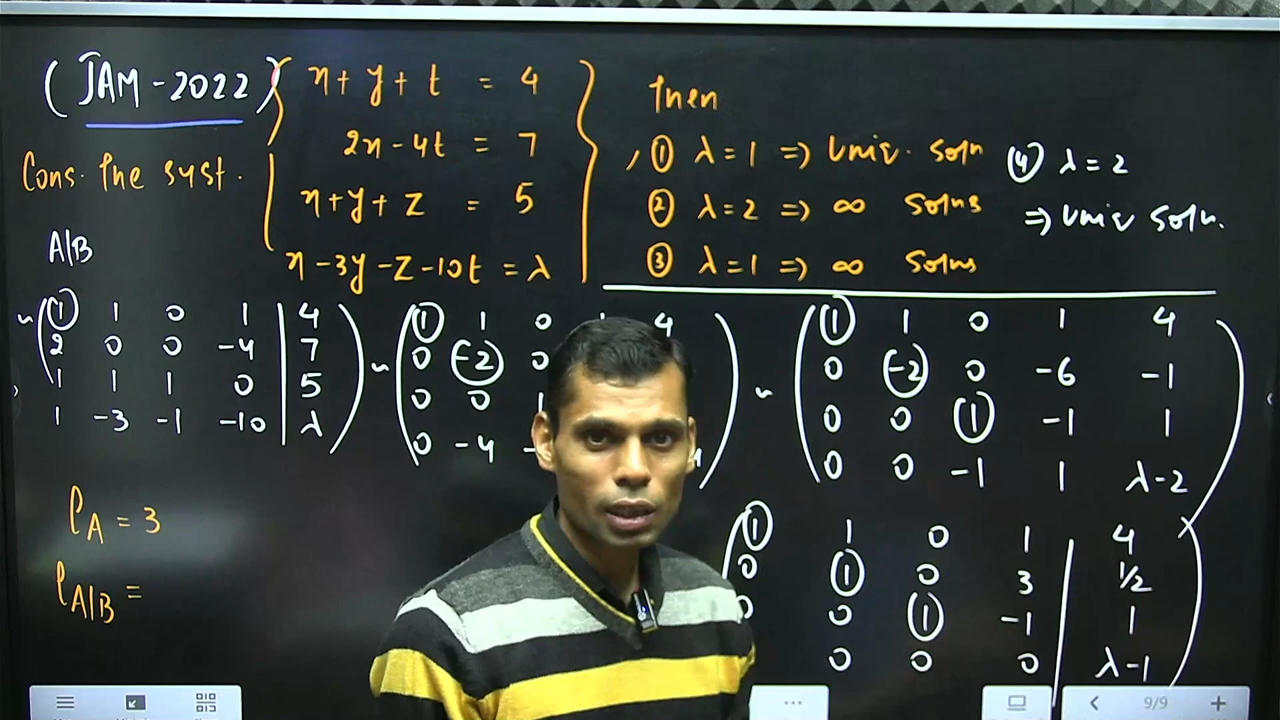 (JAM-2022)
Cons. the syst.
x+y+t = 4
2x-4t = 7
x+y+z = 5
x-3y-z-10t = λ
Then
① λ=1 ⇒ Univ. soln
② λ=2 ⇒ ∞ solns
③ λ=1 ⇒ ∞ solns
④ λ=2
⇒ Univ soln.
A|B
~ 1 1 0 1 | 4
2 0 0 -4 | 7
1 1 1 0 | 5
1 -3 -1 -10 | λ
~ 1 1 0 4
0 -2 0
0 0
0 -4
~ 1 1 0 1 4
0 -2 0 -6 -1
0 0 1 -1 1
0 0 -1 1 λ-2
1 1 0 1 | 4
0 1 0 3 | 1/2
0 0 1 -1 | 1
0 0 0 | λ-1
ρA = 3
ρA|B =
9/9